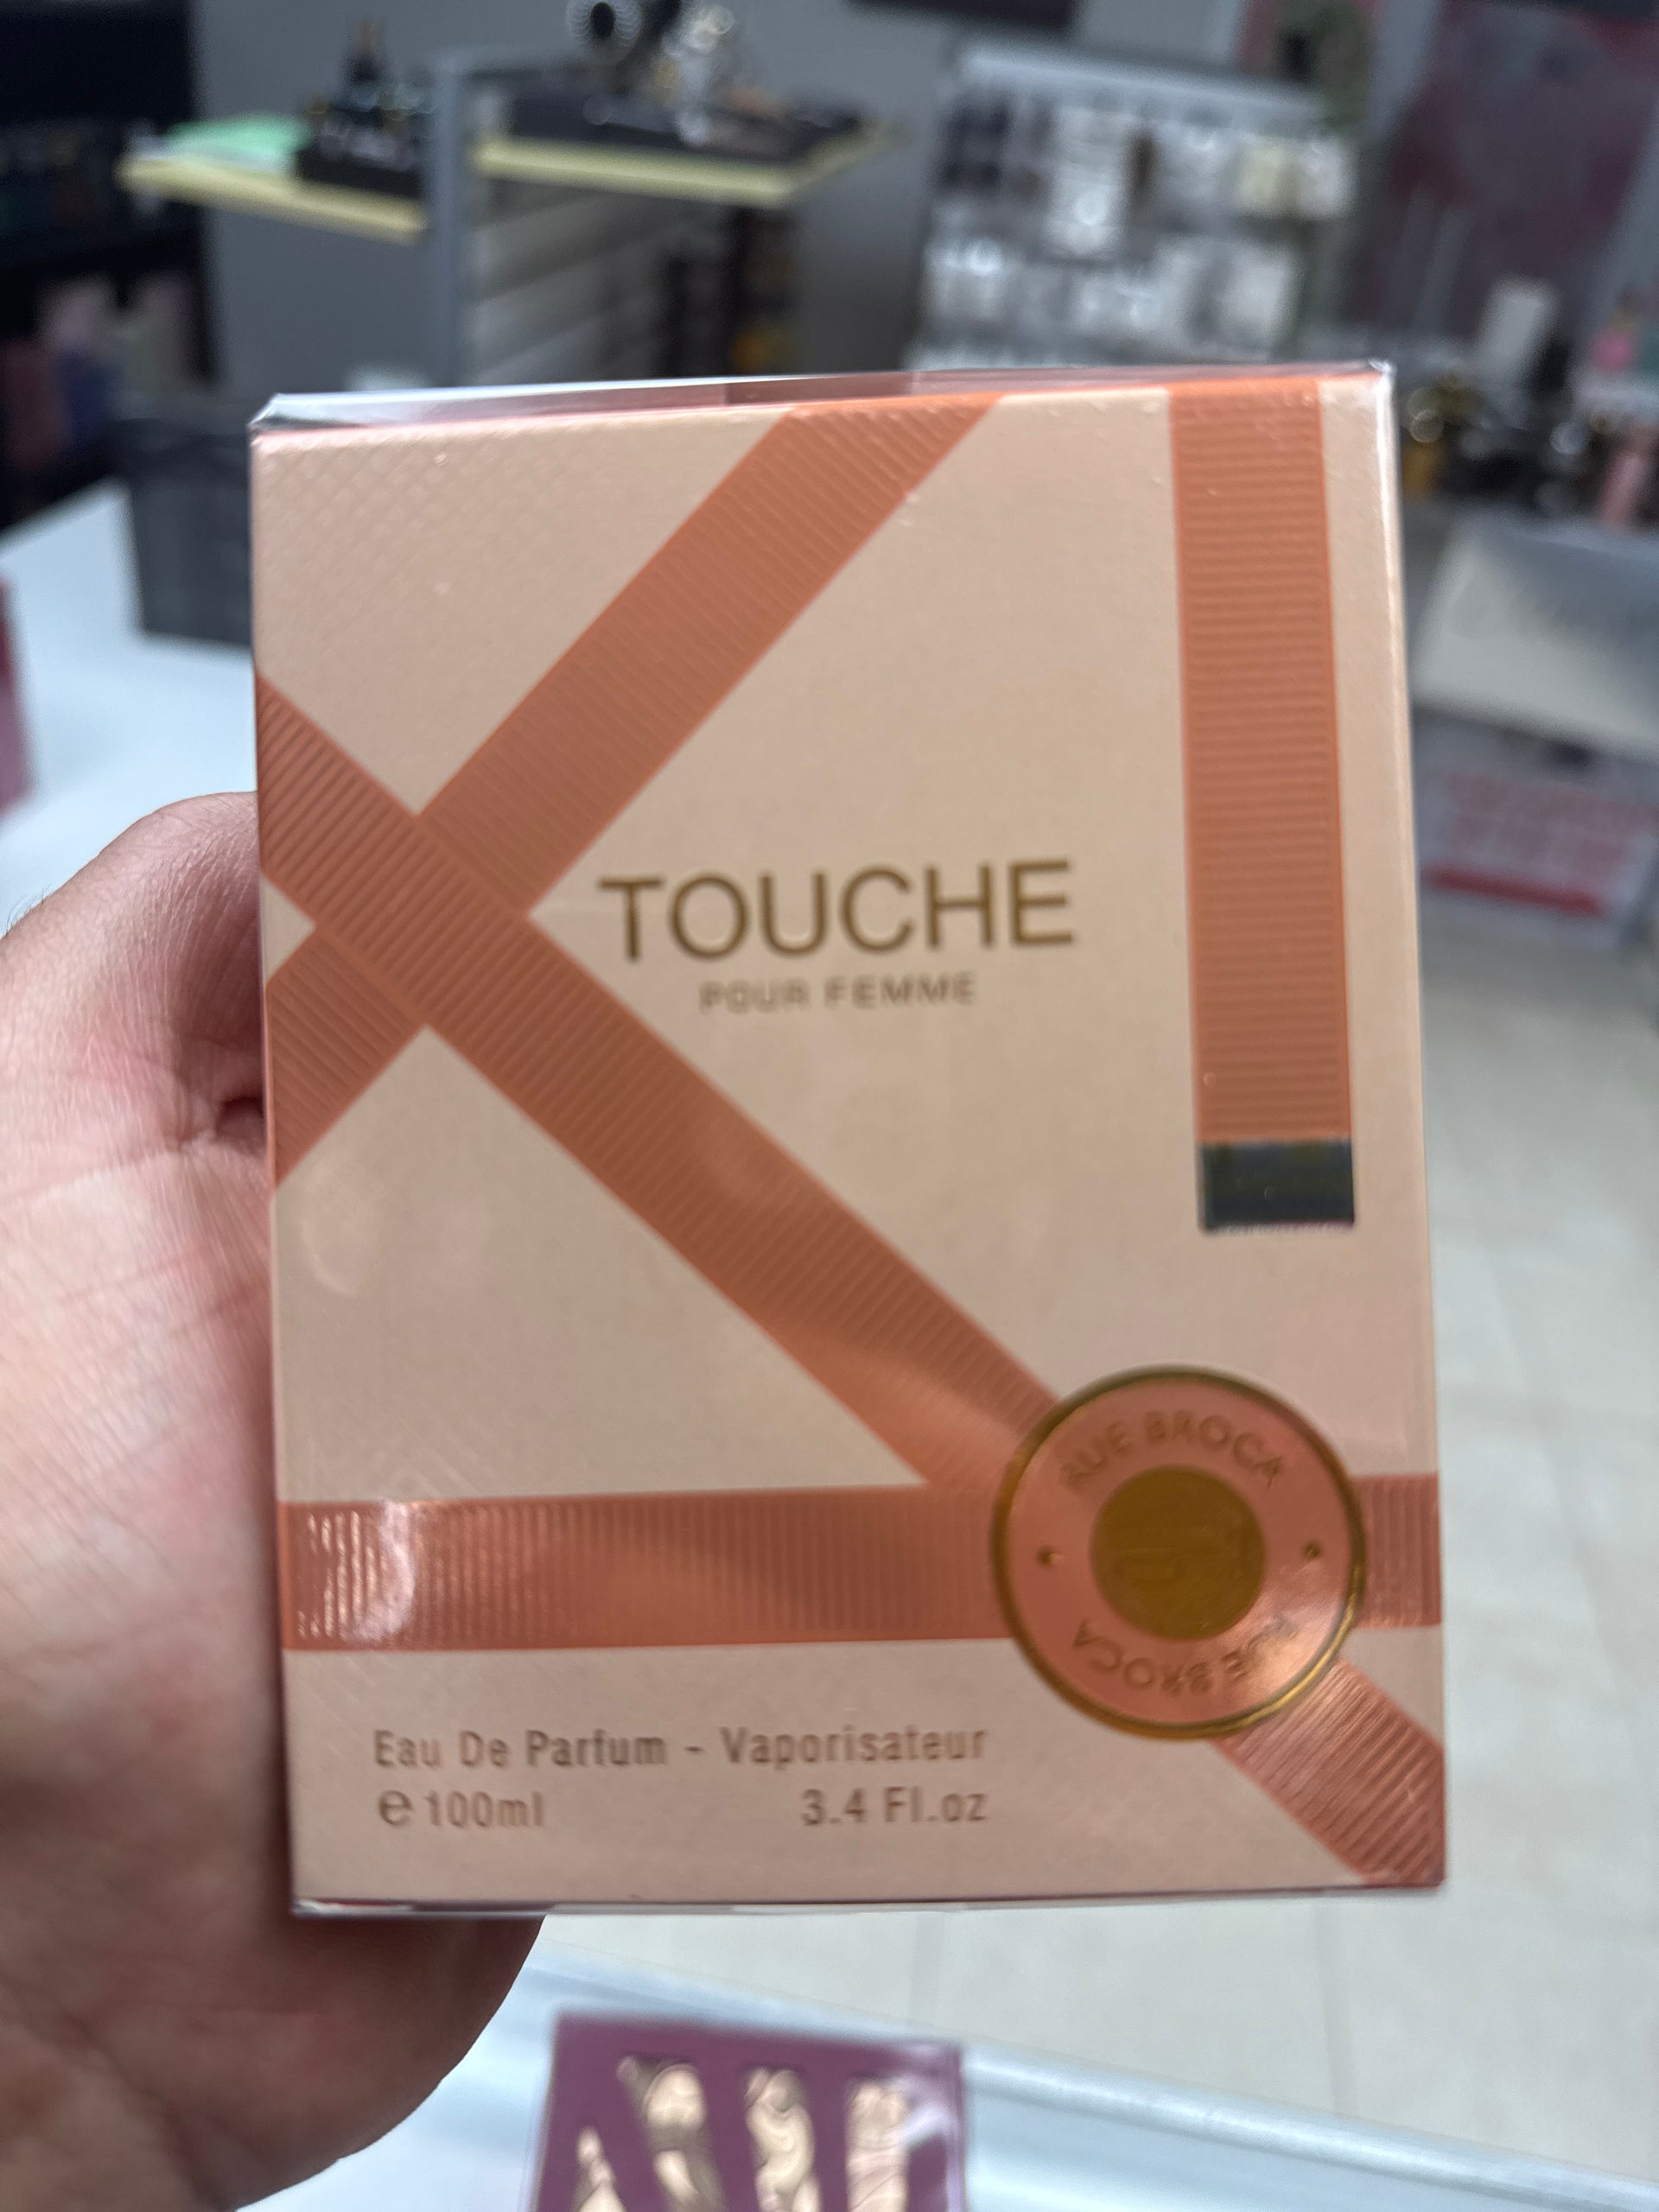 TOUCHE
POUR FEMME
RUE BROCA
RUE BROCA
Eau De Parfum - Vaporisateur
℮ 100ml 3.4 Fl.oz